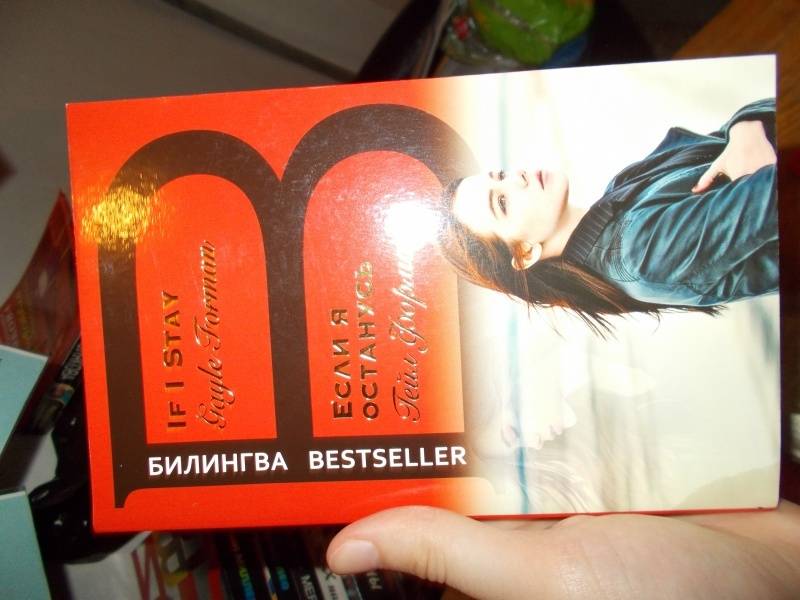 IF I STAY
Gayle Forman
ЕСЛИ Я
ОСТАНУСЬ
Гейл Форман
БИЛИНГВА BESTSELLER